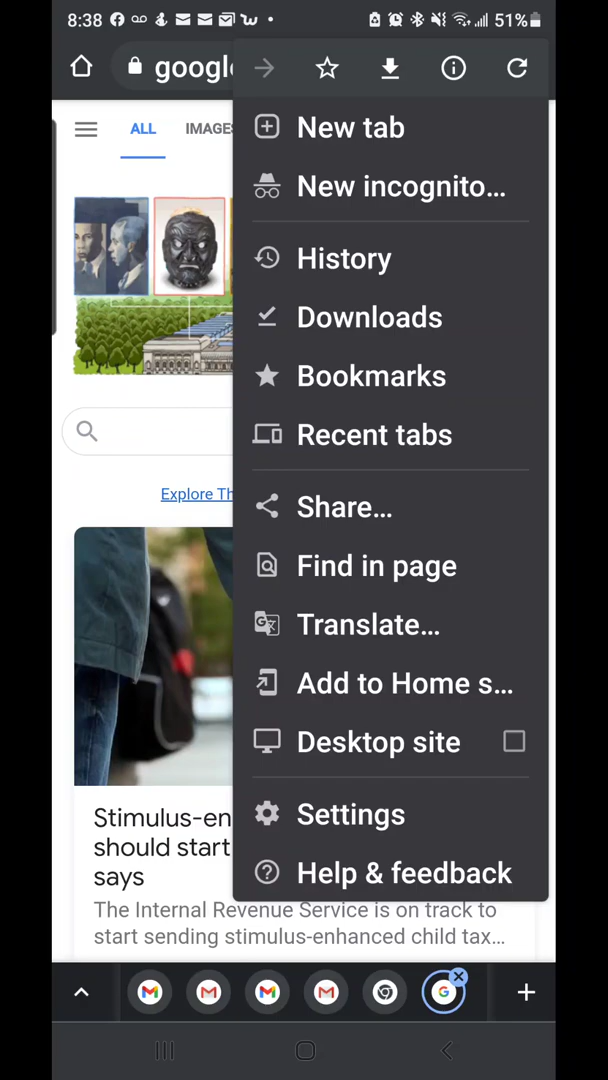 8:38
51%
googl
ALL IMAGES
New tab
New incognito...
History
Downloads
Bookmarks
Recent tabs
Share...
Find in page
Translate...
Add to Home s...
Desktop site
Settings
Help & feedback
Explore Th
Stimulus-en
should start
says
The Internal Revenue Service is on track to
start sending stimulus-enhanced child tax...